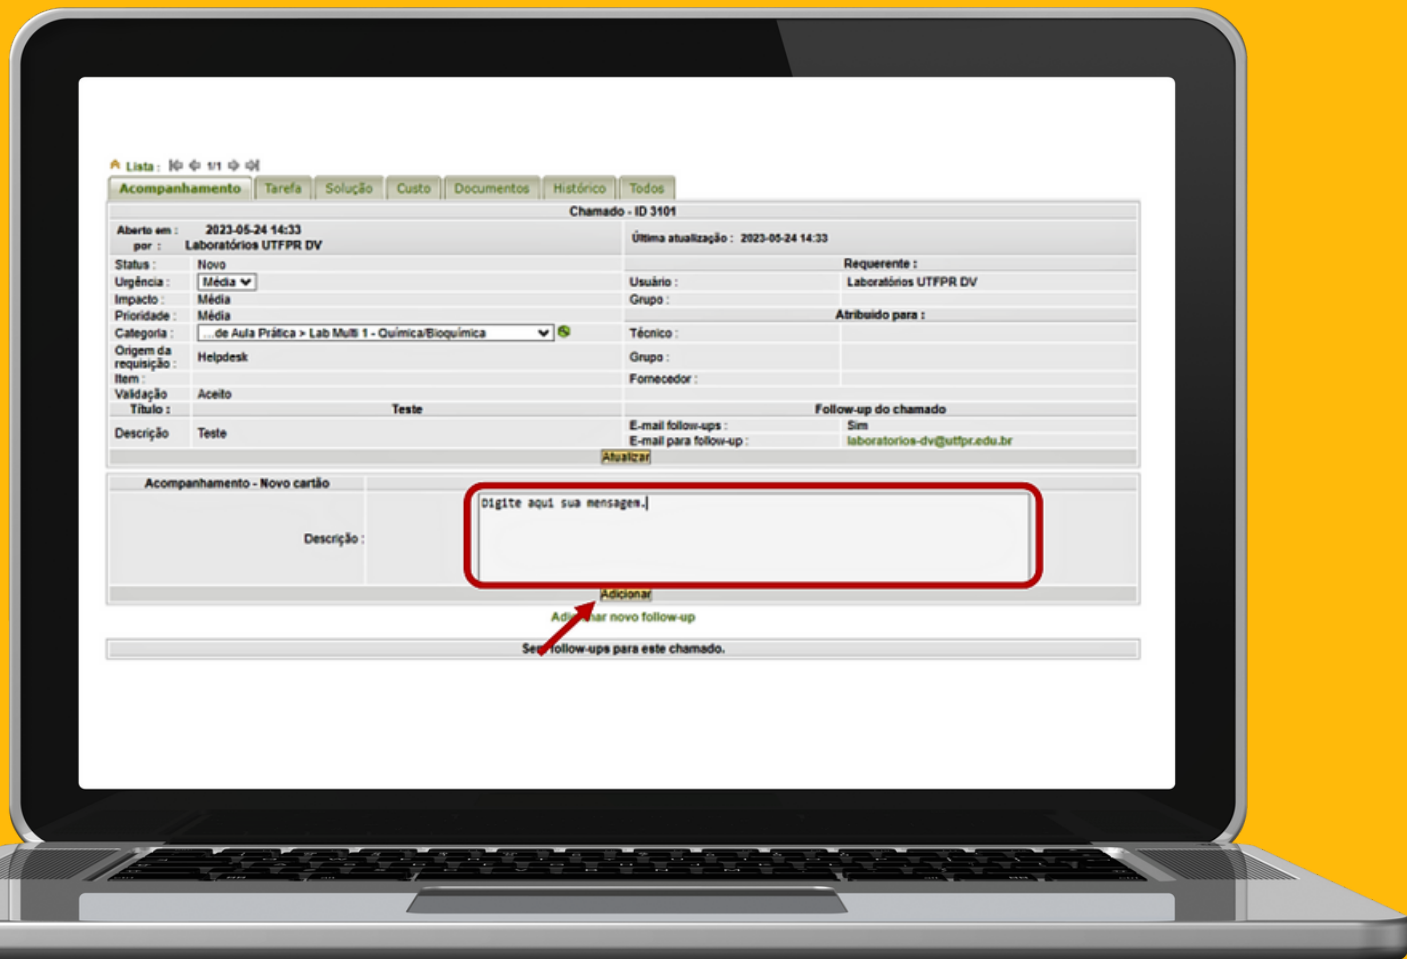 Lista : 1/1
Acompanhamento Tarefa Solução Custo Documentos Histórico Todos
Chamado - ID 3101
Aberto em : 2023-05-24 14:33
por : Laboratórios UTFPR DV
Última atualização : 2023-05-24 14:33
Status : Novo Requerente :
Urgência : Média Usuário : Laboratórios UTFPR DV
Impacto : Média Grupo :
Prioridade : Média Atribuído para :
Categoria : ...de Aula Prática > Lab Multi 1 - Química/Bioquímica Técnico :
Origem da
requisição : Helpdesk Grupo :
Item : Fornecedor :
Validação Aceito
Título : Teste Follow-up do chamado
Descrição Teste
E-mail follow-ups : Sim
E-mail para follow-up : laboratorios-dv@utfpr.edu.br
Atualizar
Acompanhamento - Novo cartão
Digite aqui sua mensagem.
Descrição :
Adicionar
novo follow-up
follow-ups para este chamado.